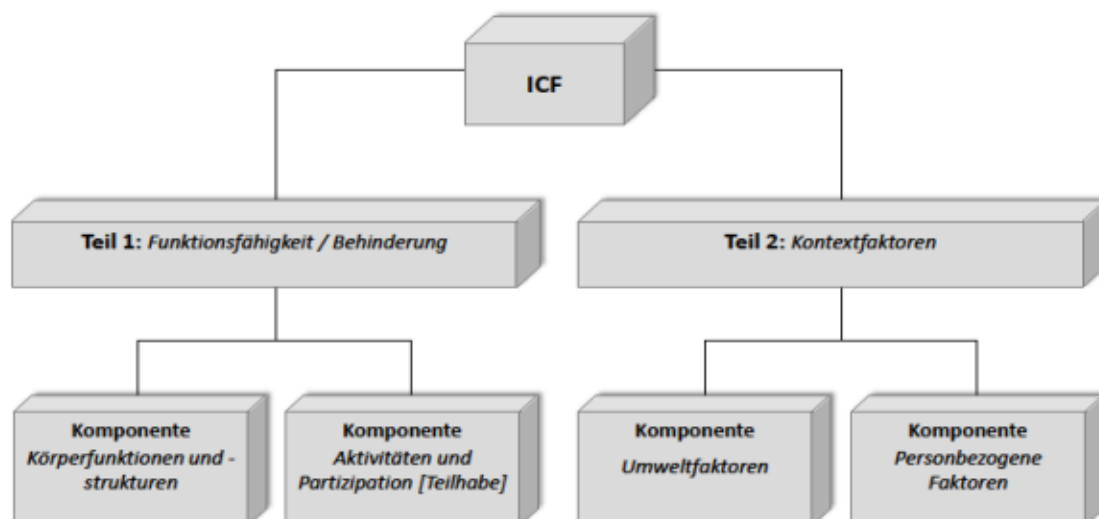 ICF
Teil 1: Funktionsfähigkeit / Behinderung
Teil 2: Kontextfaktoren
Komponente
Körperfunktionen und -
strukturen
Komponente
Aktivitäten und
Partizipation [Teilhabe]
Komponente
Umweltfaktoren
Komponente
Personbezogene
Faktoren